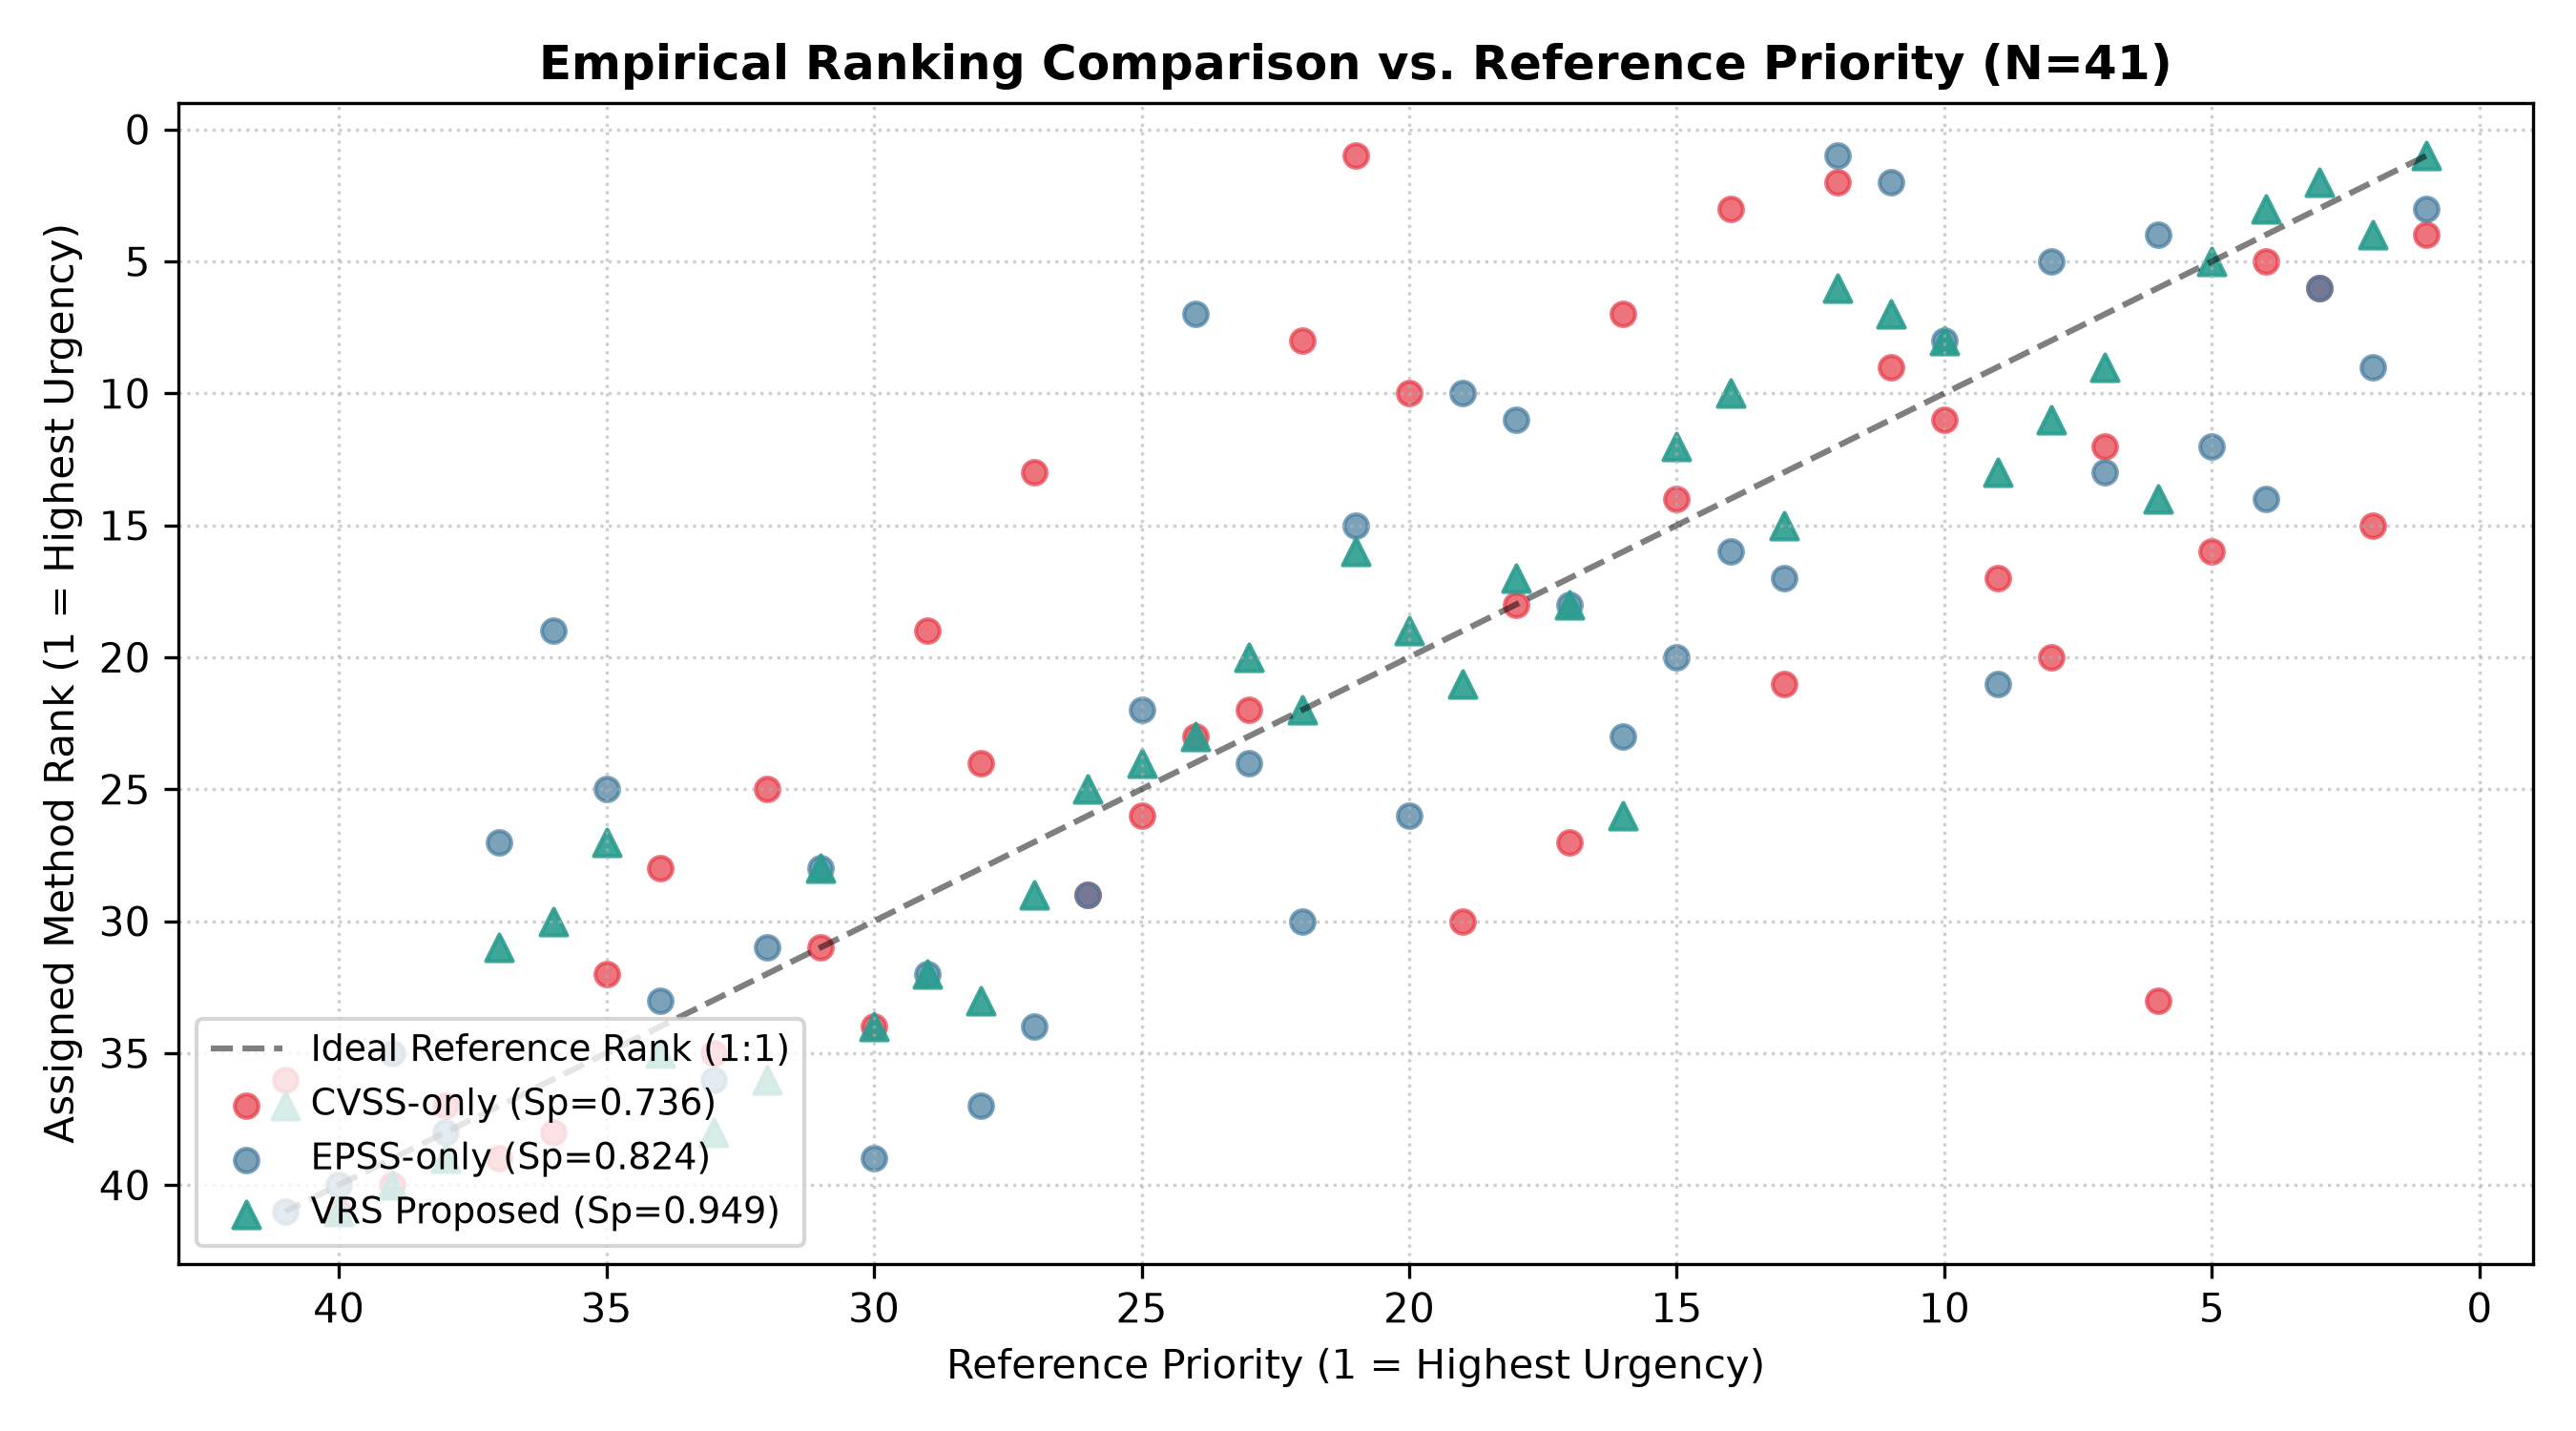 Empirical Ranking Comparison vs. Reference Priority (N=41)
Assigned Method Rank (1 = Highest Urgency)
0
5
10
15
20
25
30
35
40
Ideal Reference Rank (1:1)
CVSS-only (Sp=0.736)
EPSS-only (Sp=0.824)
VRS Proposed (Sp=0.949)
40 35 30 25 20 15 10 5 0
Reference Priority (1 = Highest Urgency)